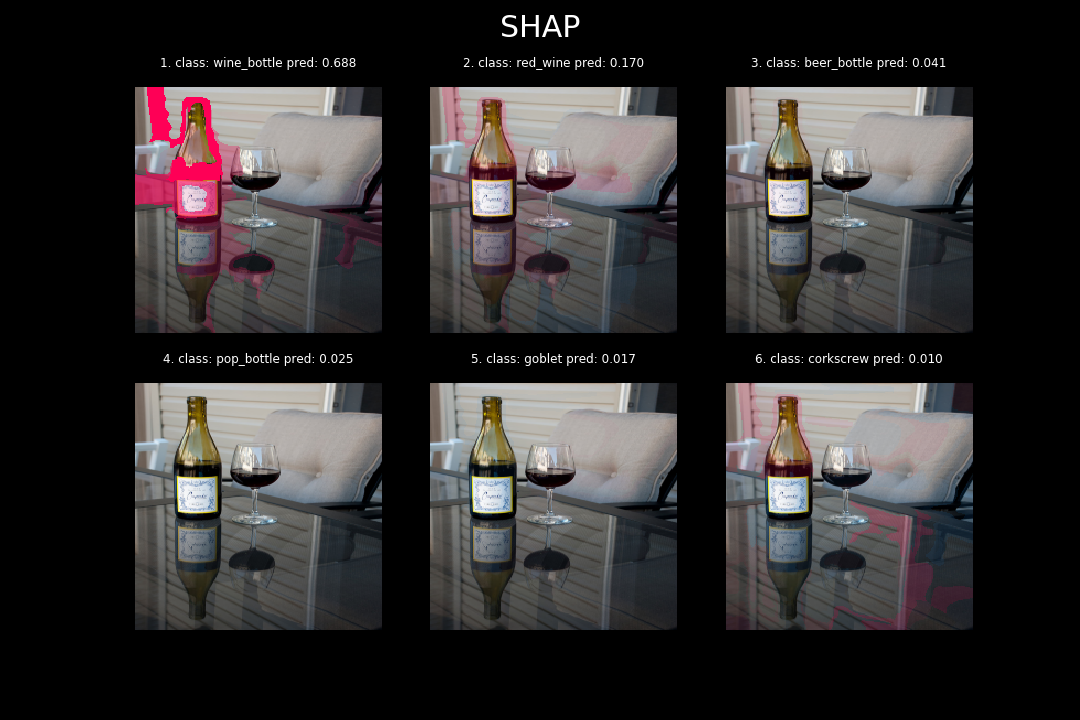 SHAP
1. class: wine_bottle pred: 0.688
2. class: red_wine pred: 0.170
3. class: beer_bottle pred: 0.041
4. class: pop_bottle pred: 0.025
5. class: goblet pred: 0.017
6. class: corkscrew pred: 0.010